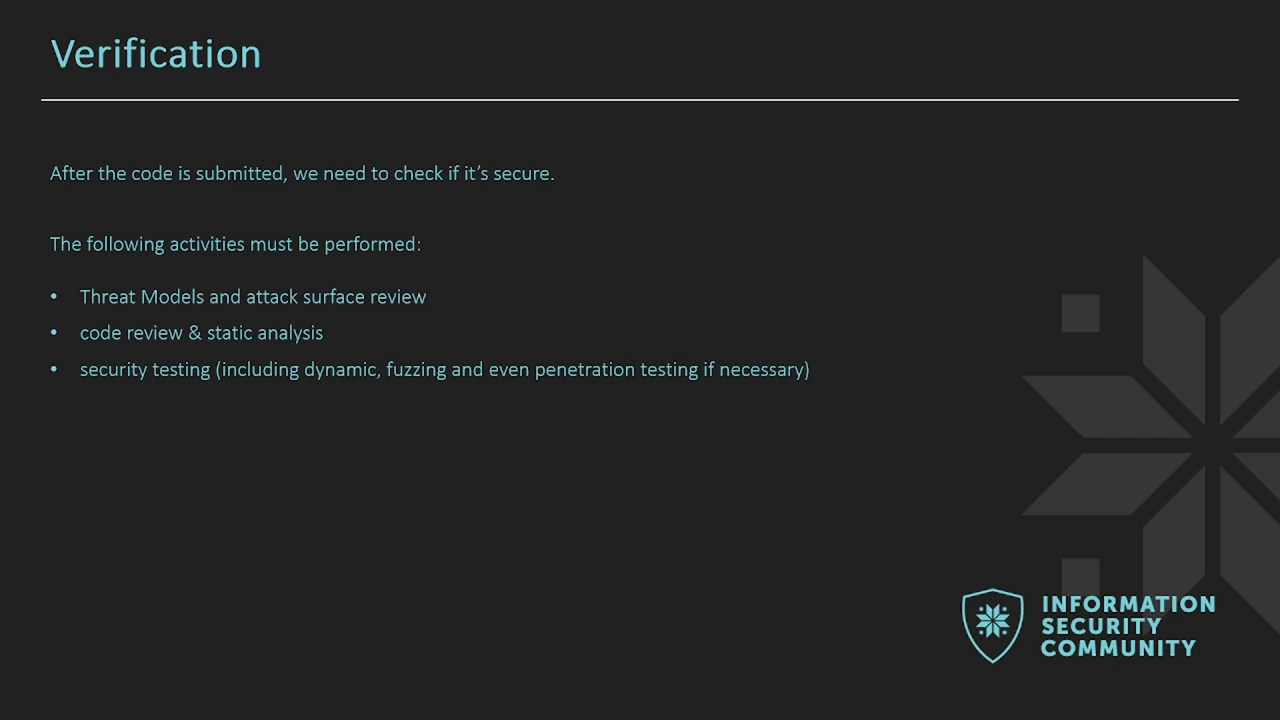 Verification
After the code is submitted, we need to check if it’s secure.
The following activities must be performed:
• Threat Models and attack surface review
• code review & static analysis
• security testing (including dynamic, fuzzing and even penetration testing if necessary)
INFORMATION
SECURITY
COMMUNITY